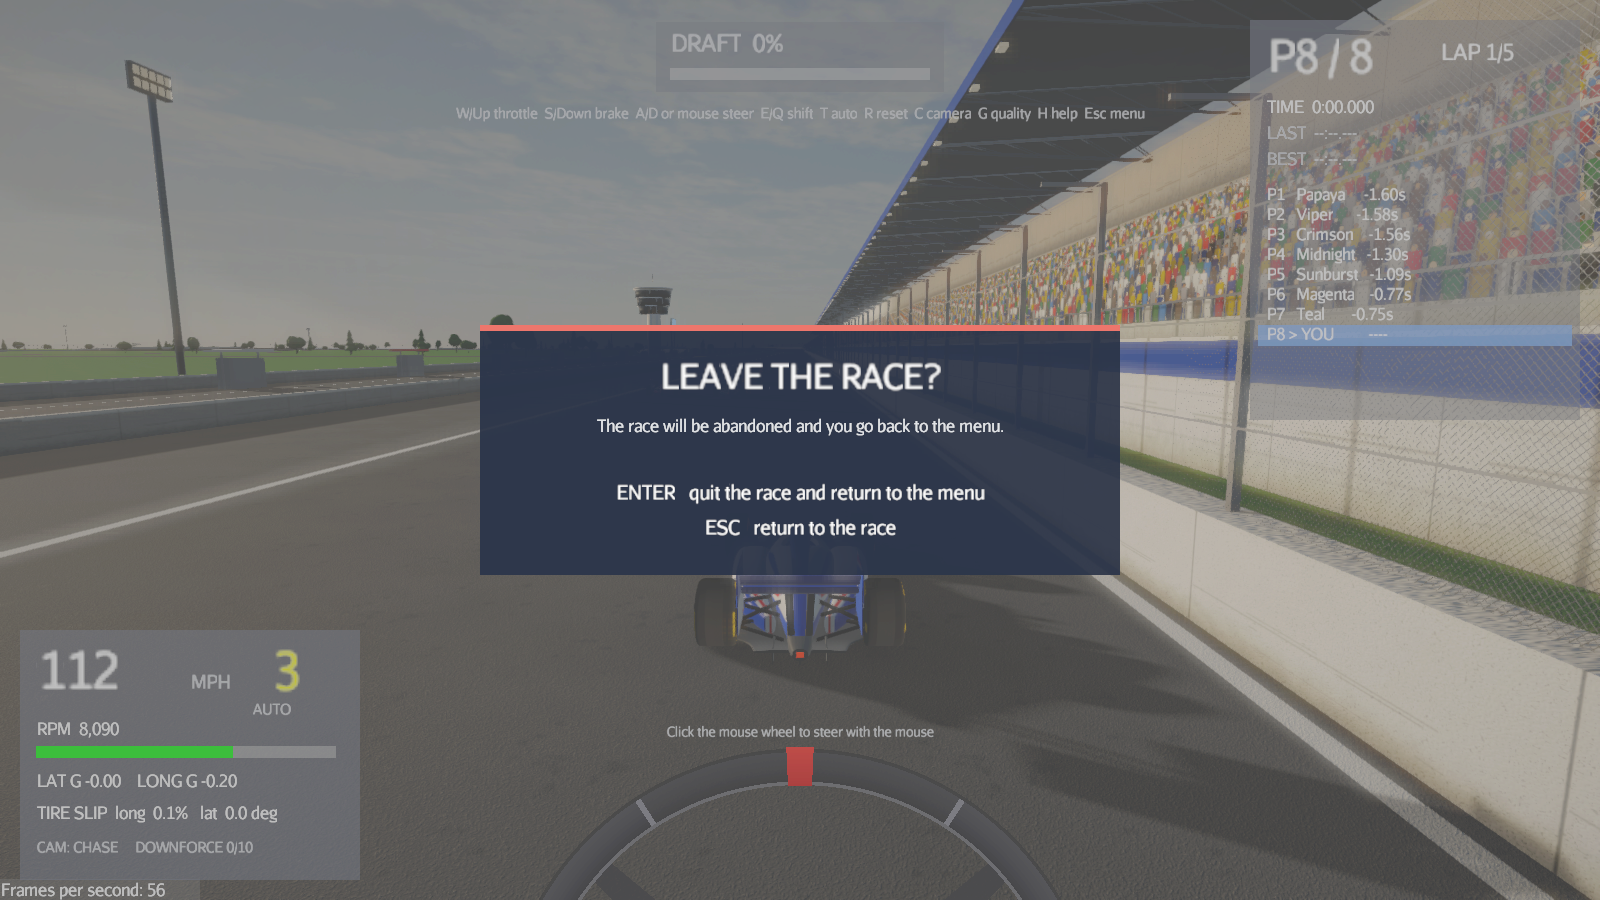 DRAFT 0%
W/Up throttle S/Down brake A/D or mouse steer E/Q shift T auto R reset C camera G quality H help Esc menu
P8 / 8 LAP 1/5
TIME 0:00.000
LAST --:--.---
BEST --:--.---
P1 Papaya -1.60s
P2 Viper -1.58s
P3 Crimson -1.56s
P4 Midnight -1.30s
P5 Sunburst -1.09s
P6 Magenta -0.77s
P7 Teal -0.75s
P8 > YOU ----
LEAVE THE RACE?
The race will be abandoned and you go back to the menu.
ENTER quit the race and return to the menu
ESC return to the race
112 MPH 3
AUTO
RPM 8,090
LAT G -0.00 LONG G -0.20
TIRE SLIP long 0.1% lat 0.0 deg
CAM: CHASE DOWNFORCE 0/10
Click the mouse wheel to steer with the mouse
Frames per second: 56